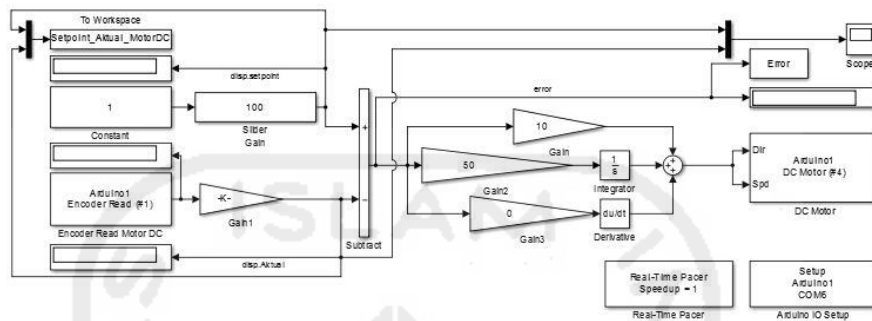 To Workspace
Setpoint_Aktual_MotorDC
disp.setpoint
1
Constant
100
Slider
Gain
Arduino1
Encoder Read (#1)
Encoder Read Motor DC
-K-
Gain1
disp.Aktual
+
−
Subtract
error
10
Gain
50
Gain2
0
Gain3
1
s
Integrator
du/dt
Derivative
+
+
+
Scope
Error
Dir
Spd
Arduino1
DC Motor (#4)
DC Motor
Real-Time Pacer
Speedup = 1
Real-Time Pacer
Setup
Arduino1
COM6
Arduino IO Setup
ISLAM